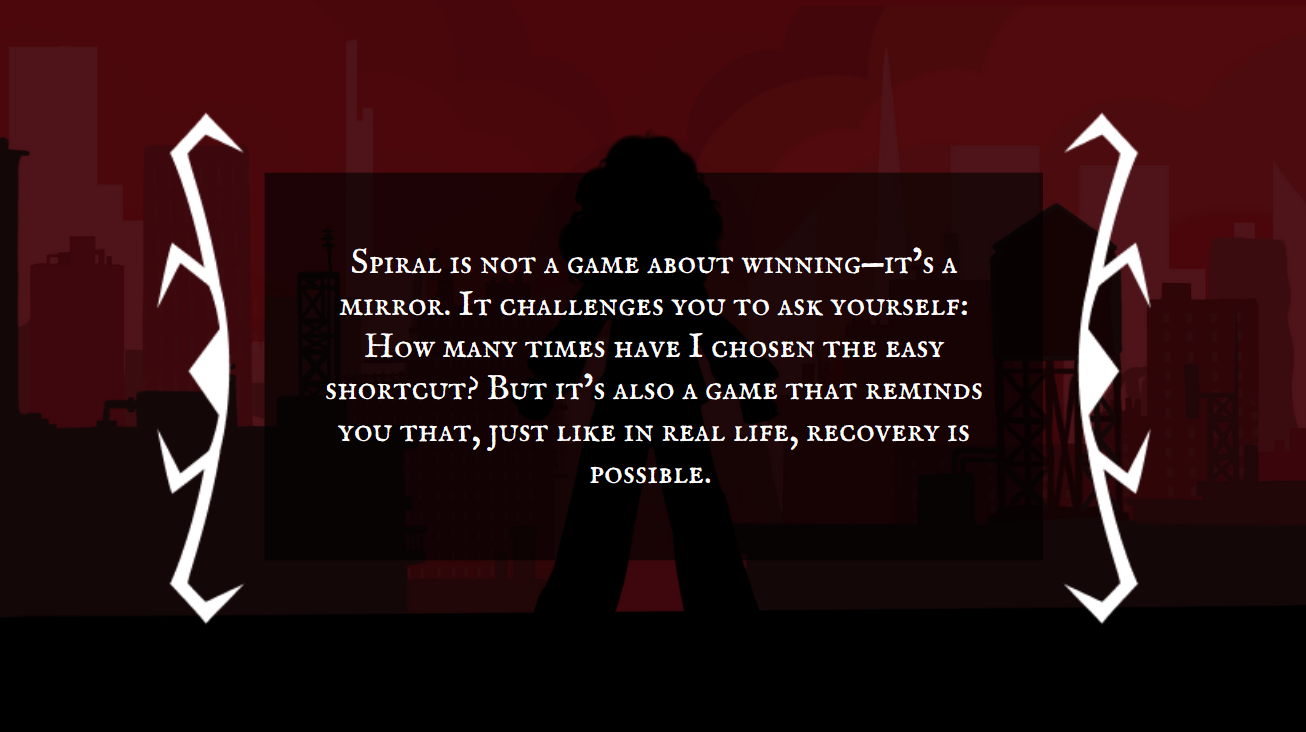 Spiral is not a game about winning—it's a
mirror. It challenges you to ask yourself:
How many times have I chosen the easy
shortcut? But it's also a game that reminds
you that, just like in real life, recovery is
possible.